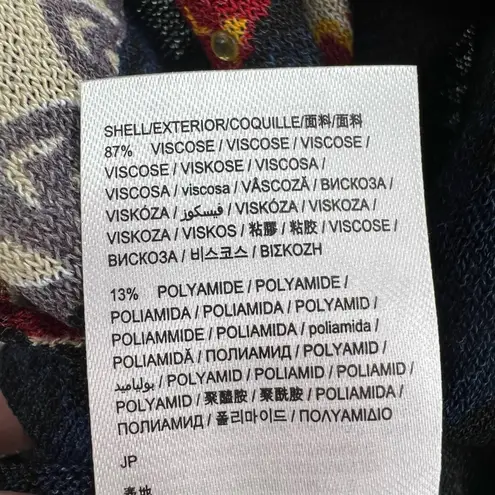 SHELL/EXTERIOR/COQUILLE/面料/面料
87% VISCOSE / VISCOSE / VISCOSE /
VISCOSE / VISKOSE / VISCOSA /
VISCOSA / viscosa / VÂSCOZĂ / ВИСКОЗА /
VISKÓZA / فيسكوز / VISKÓZA / VISKOZA /
VISKOZA / VISKOS / 粘膠 / 粘胶 / VISCOSE /
ВИСКОЗА / 비스코스 / ΒΙΣΚΟΖΗ
13% POLYAMIDE / POLYAMIDE /
POLIAMIDA / POLIAMIDA / POLYAMID /
POLIAMMIDE / POLIAMIDA / poliamida /
POLIAMIDĂ / ПОЛИАМИД / POLYAMID /
بولياميد / POLYAMID / POLIAMID / POLIAMID /
POLYAMID / 聚醯胺 / 聚酰胺 / POLIAMIDA /
ПОЛИАМИД / 폴리마이드 / ΠΟΛΥΑΜΙΔΙΟ
JP